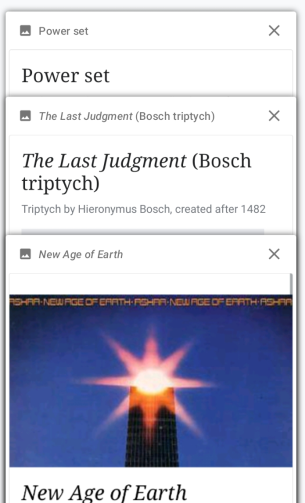 Power set
Power set
The Last Judgment (Bosch triptych)
The Last Judgment (Bosch
triptych)
Triptych by Hieronymus Bosch, created after 1482
New Age of Earth
ASHRA·NEW AGE OF EARTH·ASHRA·NEW AGE OF EARTH·ASHRA
New Age of Earth